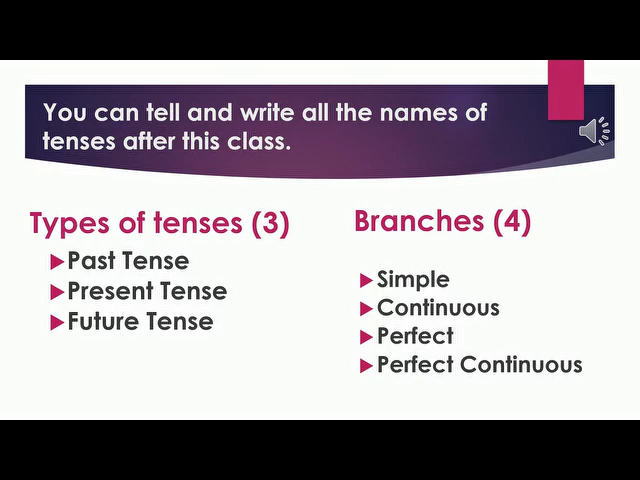 You can tell and write all the names of
tenses after this class.
Types of tenses (3)
Past Tense
Present Tense
Future Tense
Branches (4)
Simple
Continuous
Perfect
Perfect Continuous